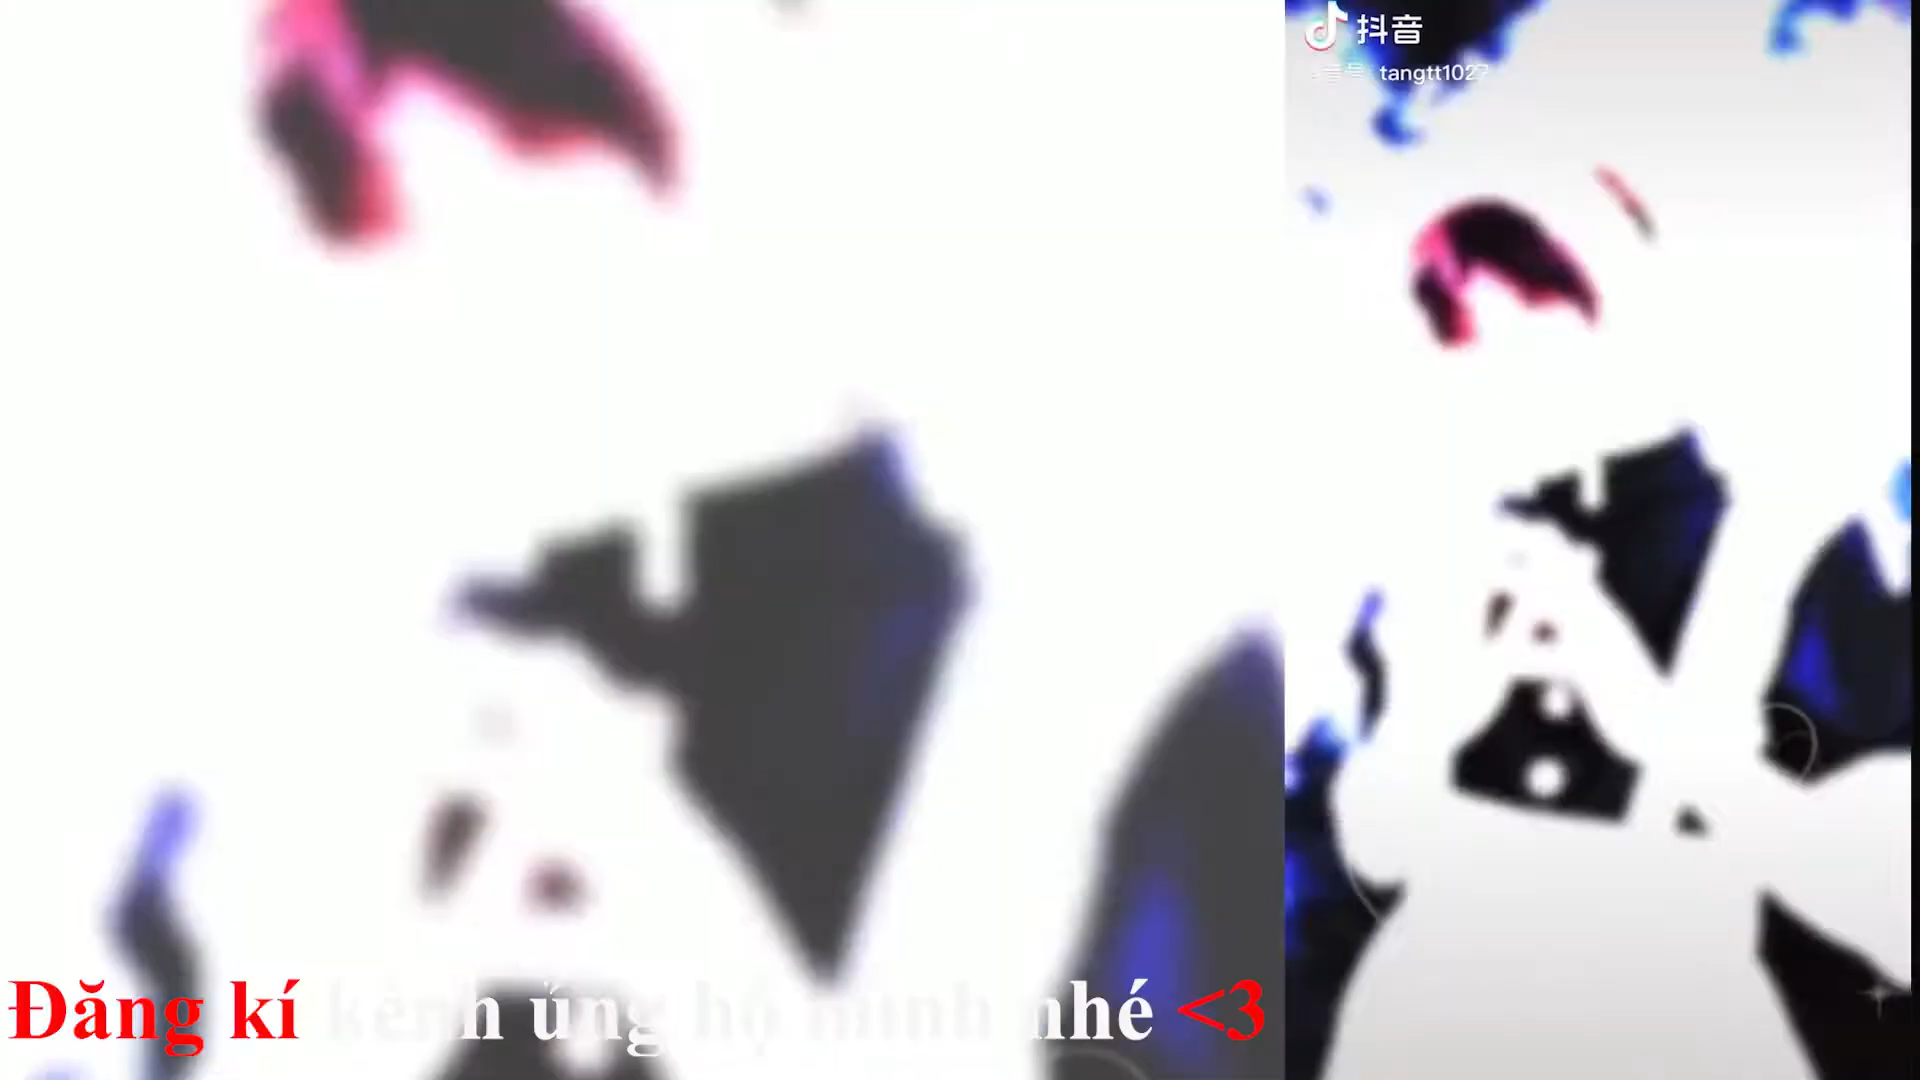 抖音
tangtt1027
Đăng kí kênh ủng hộ mình nhé <3